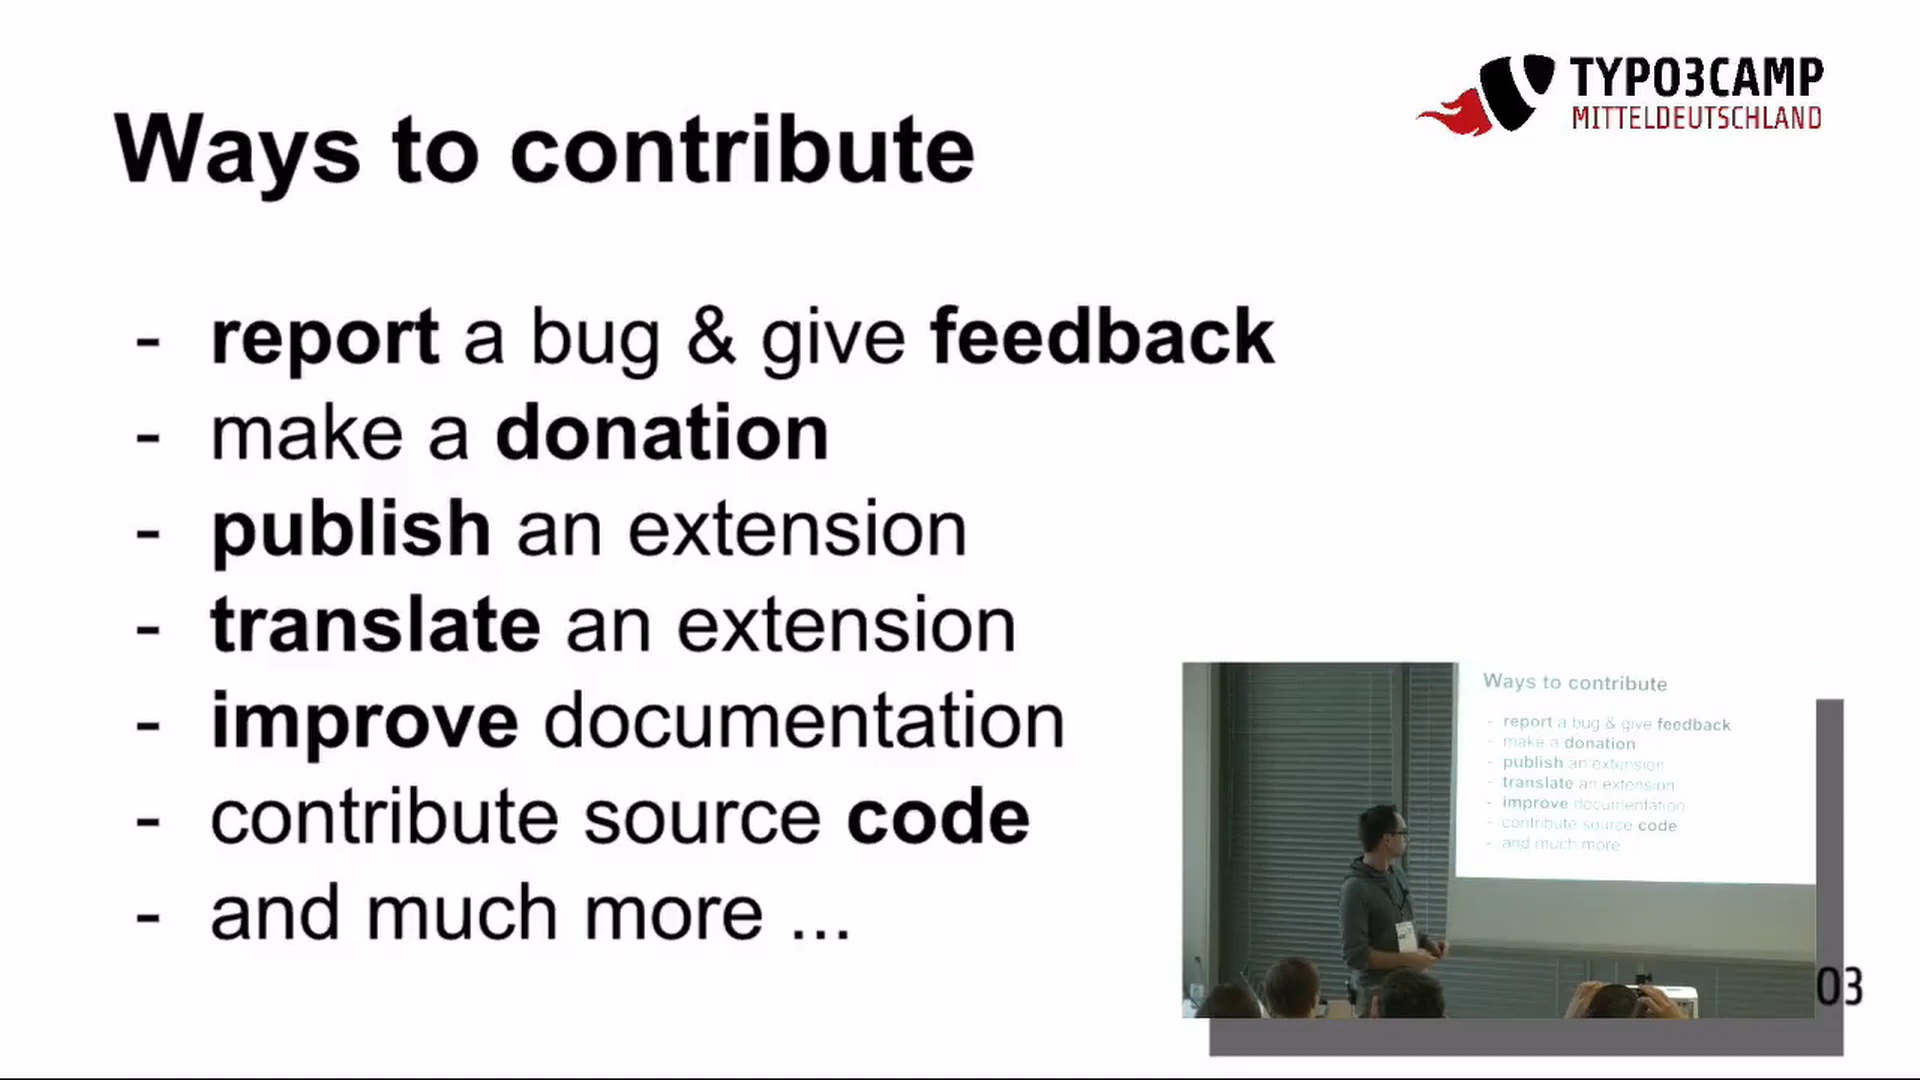 TYPO3CAMP
MITTELDEUTSCHLAND
Ways to contribute
- report a bug & give feedback
- make a donation
- publish an extension
- translate an extension
- improve documentation
- contribute source code
- and much more ...
Ways to contribute
- report a bug & give feedback
- make a donation
- publish an extension
- translate an extension
- improve documentation
- contribute source code
- and much more
03